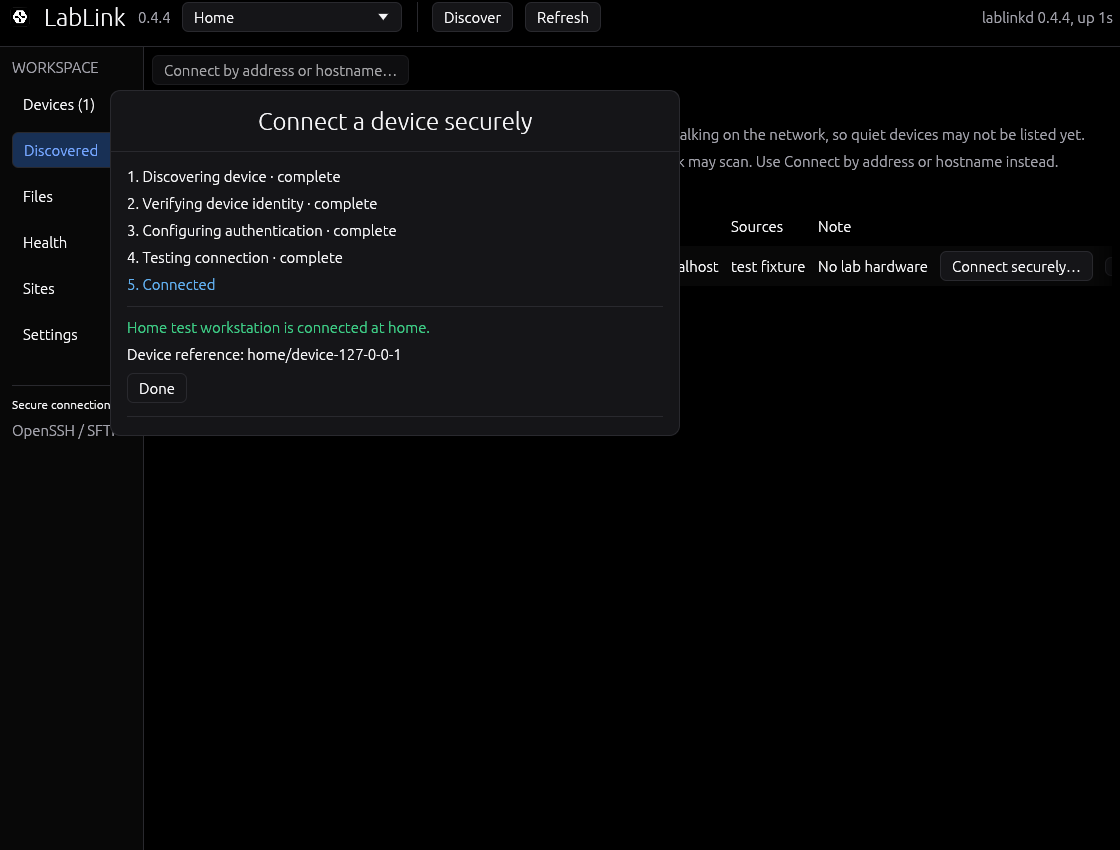 LabLink 0.4.4 Home Discover Refresh lablinkd 0.4.4, up 1s
WORKSPACE
Devices (1)
Discovered
Files
Health
Sites
Settings
Secure connection
OpenSSH /
Connect by address or hostname…
alking on the network, so quiet devices may not be listed yet.
k may scan. Use Connect by address or hostname instead.
Sources Note
alhost test fixture No lab hardware Connect securely…
Connect a device securely
1. Discovering device · complete
2. Verifying device identity · complete
3. Configuring authentication · complete
4. Testing connection · complete
5. Connected
Home test workstation is connected at home.
Device reference: home/device-127-0-0-1
Done